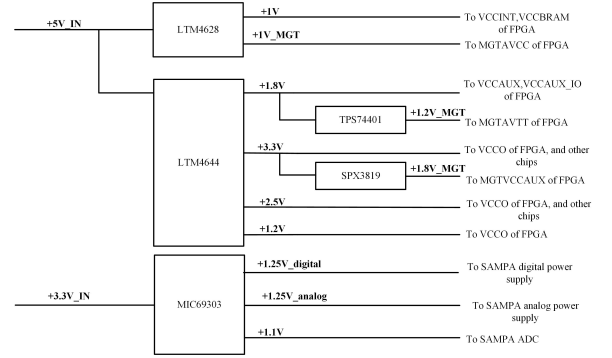 +5V_IN
LTM4628
+1V
To VCCINT,VCCBRAM
of FPGA
+1V_MGT
To MGTAVCC of FPGA
LTM4644
+1.8V
To VCCAUX,VCCAUX_IO
of FPGA
TPS74401
+1.2V_MGT
To MGTAVTT of FPGA
+3.3V
To VCCO of FPGA, and other
chips
SPX3819
+1.8V_MGT
To MGTVCCAUX of FPGA
+2.5V
To VCCO of FPGA, and other
chips
+1.2V
To VCCO of FPGA
+3.3V_IN
MIC69303
+1.25V_digital
To SAMPA digital power
supply
+1.25V_analog
To SAMPA analog power
supply
+1.1V
To SAMPA ADC